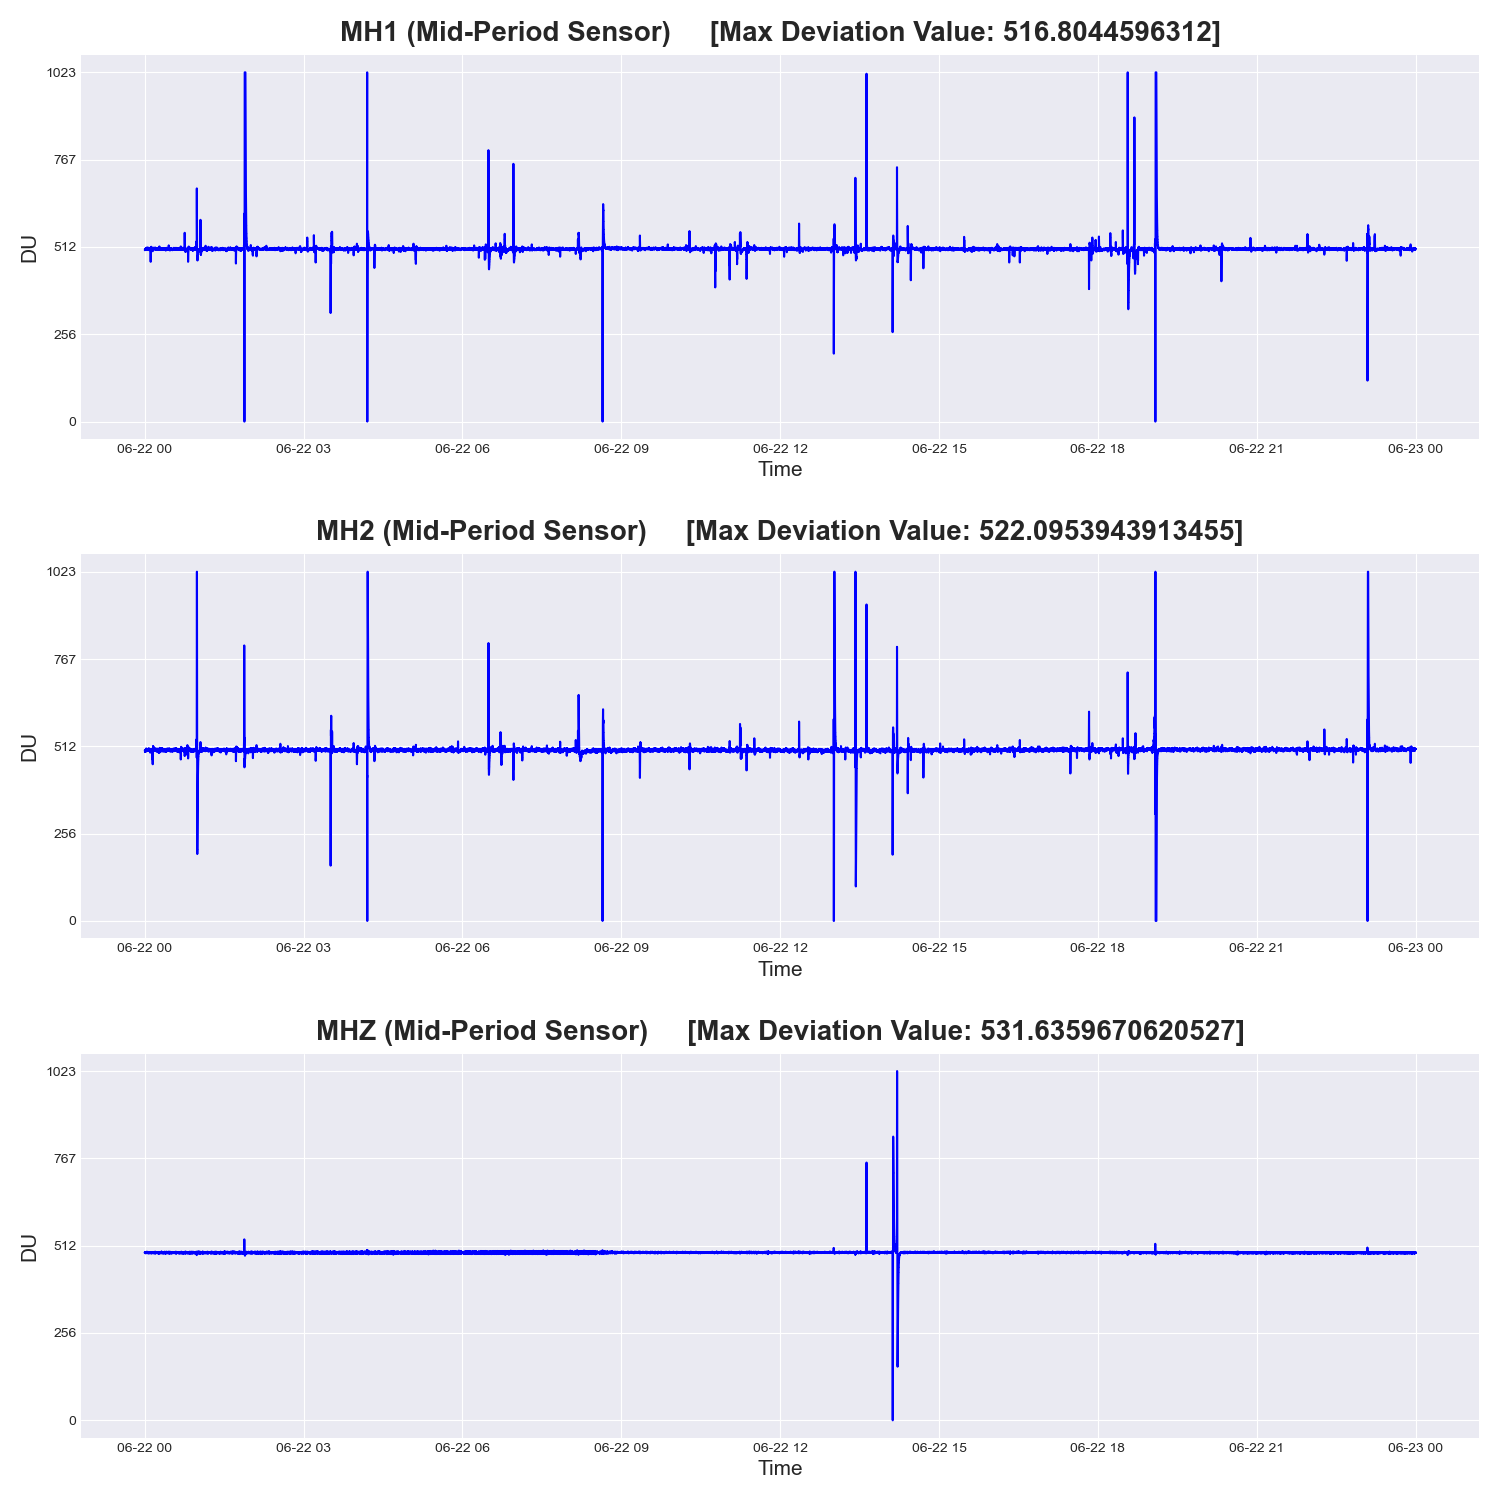 MH1 (Mid-Period Sensor) [Max Deviation Value: 516.8044596312]
1023
767
512
256
0
DU
06-22 00 06-22 03 06-22 06 06-22 09 06-22 12 06-22 15 06-22 18 06-22 21 06-23 00
Time
MH2 (Mid-Period Sensor) [Max Deviation Value: 522.0953943913455]
1023
767
512
256
0
DU
06-22 00 06-22 03 06-22 06 06-22 09 06-22 12 06-22 15 06-22 18 06-22 21 06-23 00
Time
MHZ (Mid-Period Sensor) [Max Deviation Value: 531.6359670620527]
1023
767
512
256
0
DU
06-22 00 06-22 03 06-22 06 06-22 09 06-22 12 06-22 15 06-22 18 06-22 21 06-23 00
Time